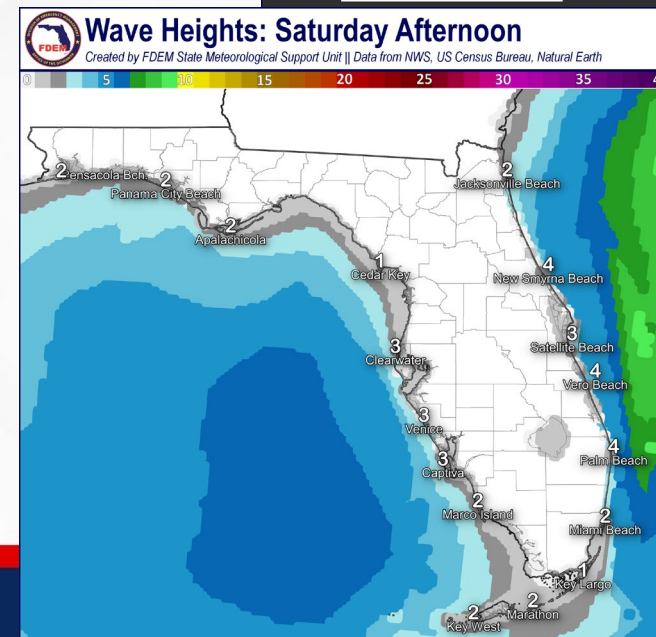 Wave Heights: Saturday Afternoon
Created by FDEM State Meteorological Support Unit || Data from NWS, US Census Bureau, Natural Earth
FDEM
0 5 10 15 20 25 30 35
2 Pensacola Bch.
2
Panama City Beach
2
Apalachicola
2
Jacksonville Beach
1
Cedar Key
4
New Smyrna Beach
3
Satellite Beach
3
Clearwater
4
Vero Beach
3
Venice
3
Captiva
4
Palm Beach
2
Marco Island
2
Miami Beach
1
Key Largo
2
Marathon
2
Key West